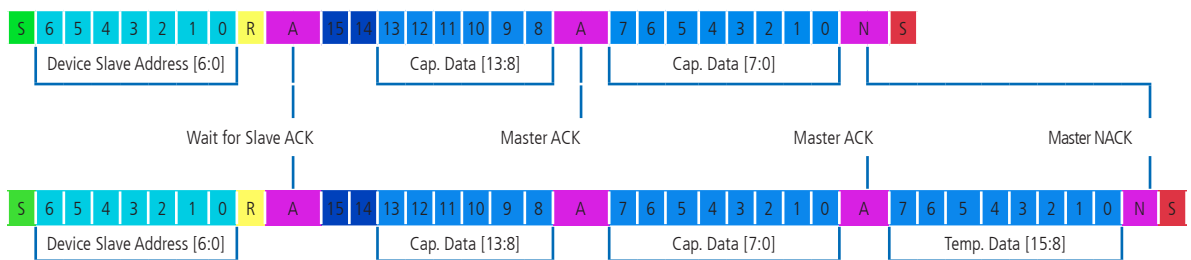 S 6 5 4 3 2 1 0 R A 15 14 13 12 11 10 9 8 A 7 6 5 4 3 2 1 0 N S
Device Slave Address [6:0] Cap. Data [13:8] Cap. Data [7:0]
Wait for Slave ACK Master ACK Master ACK Master NACK
S 6 5 4 3 2 1 0 R A 15 14 13 12 11 10 9 8 A 7 6 5 4 3 2 1 0 A 7 6 5 4 3 2 1 0 N S
Device Slave Address [6:0] Cap. Data [13:8] Cap. Data [7:0] Temp. Data [15:8]